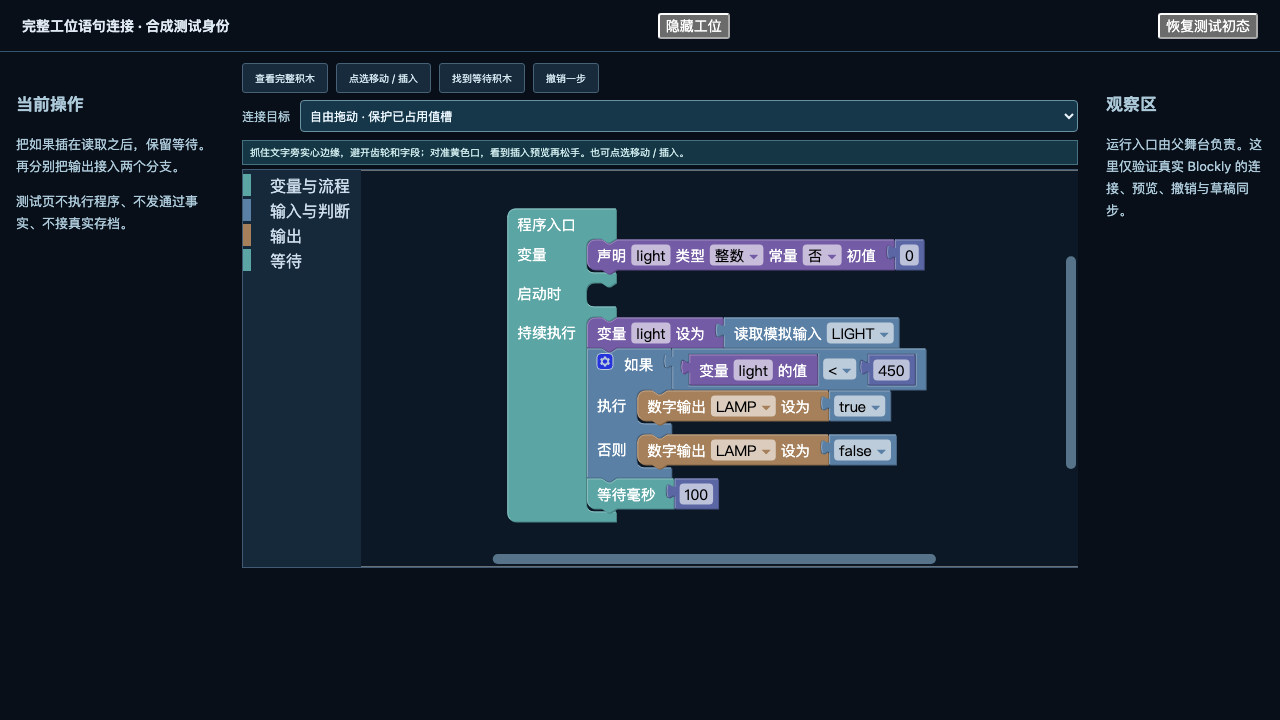 完整工位语句连接 · 合成测试身份
隐藏工位
恢复测试初态
当前操作
把如果插在读取之后，保留等待。
再分别把输出接入两个分支。
测试页不执行程序、不发通过事
实、不接真实存档。
查看完整积木
点选移动 / 插入
找到等待积木
撤销一步
连接目标
自由拖动 · 保护已占用值槽
抓住文字旁实心边缘，避开齿轮和字段；对准黄色口，看到插入预览再松手。也可点选移动 / 插入。
变量与流程
输入与判断
输出
等待
程序入口
变量 声明 light 类型 整数 常量 否 初值 0
启动时
持续执行 变量 light 设为 读取模拟输入 LIGHT
如果 变量 light 的值 < 450
执行 数字输出 LAMP 设为 true
否则 数字输出 LAMP 设为 false
等待毫秒 100
观察区
运行入口由父舞台负责。这
里仅验证真实 Blockly 的连
接、预览、撤销与草稿同
步。